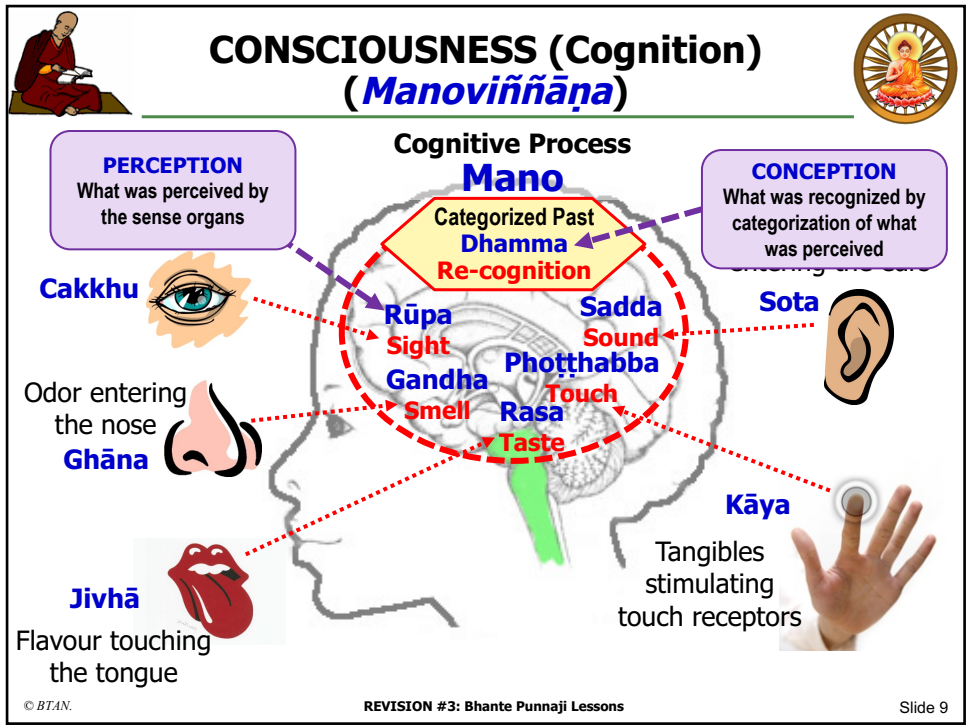 CONSCIOUSNESS (Cognition)
(Manoviññāṇa)
Cognitive Process
Mano
PERCEPTION
What was perceived by
the sense organs
CONCEPTION
What was recognized by
categorization of what
was perceived
Categorized Past
Dhamma
Re-cognition
Cakkhu
Rūpa
Sight
Sadda
Sound
Sota
Gandha
Smell
Phoṭṭhabba
Touch
Rasa
Taste
Odor entering
the nose
Ghāna
Kāya
Tangibles
stimulating
touch receptors
Jivhā
Flavour touching
the tongue
© BTAN.
REVISION #3: Bhante Punnaji Lessons
Slide 9